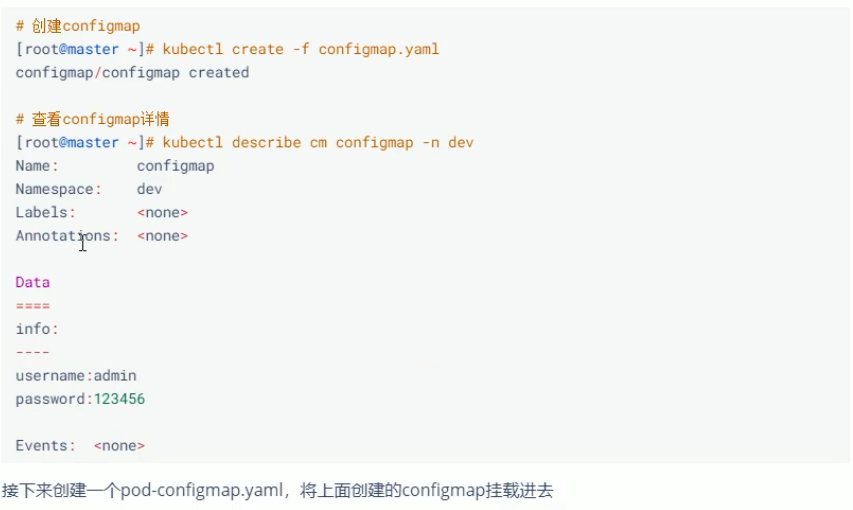 # 创建configmap
[root@master ~]# kubectl create -f configmap.yaml
configmap/configmap created
# 查看configmap详情
[root@master ~]# kubectl describe cm configmap -n dev
Name:         configmap
Namespace:    dev
Labels:       <none>
Annotations:  <none>
Data
====
info:
----
username:admin
password:123456
Events:  <none>
接下来创建一个pod-configmap.yaml，将上面创建的configmap挂载进去